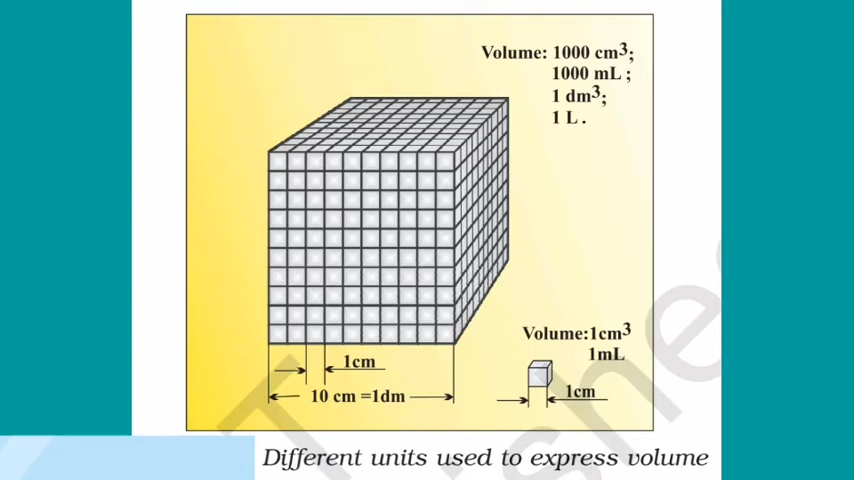 Volume: 1000 cm³;
1000 mL ;
1 dm³;
1 L .
Volume:1cm³
1mL
1cm
10 cm =1dm
1cm
Different units used to express volume